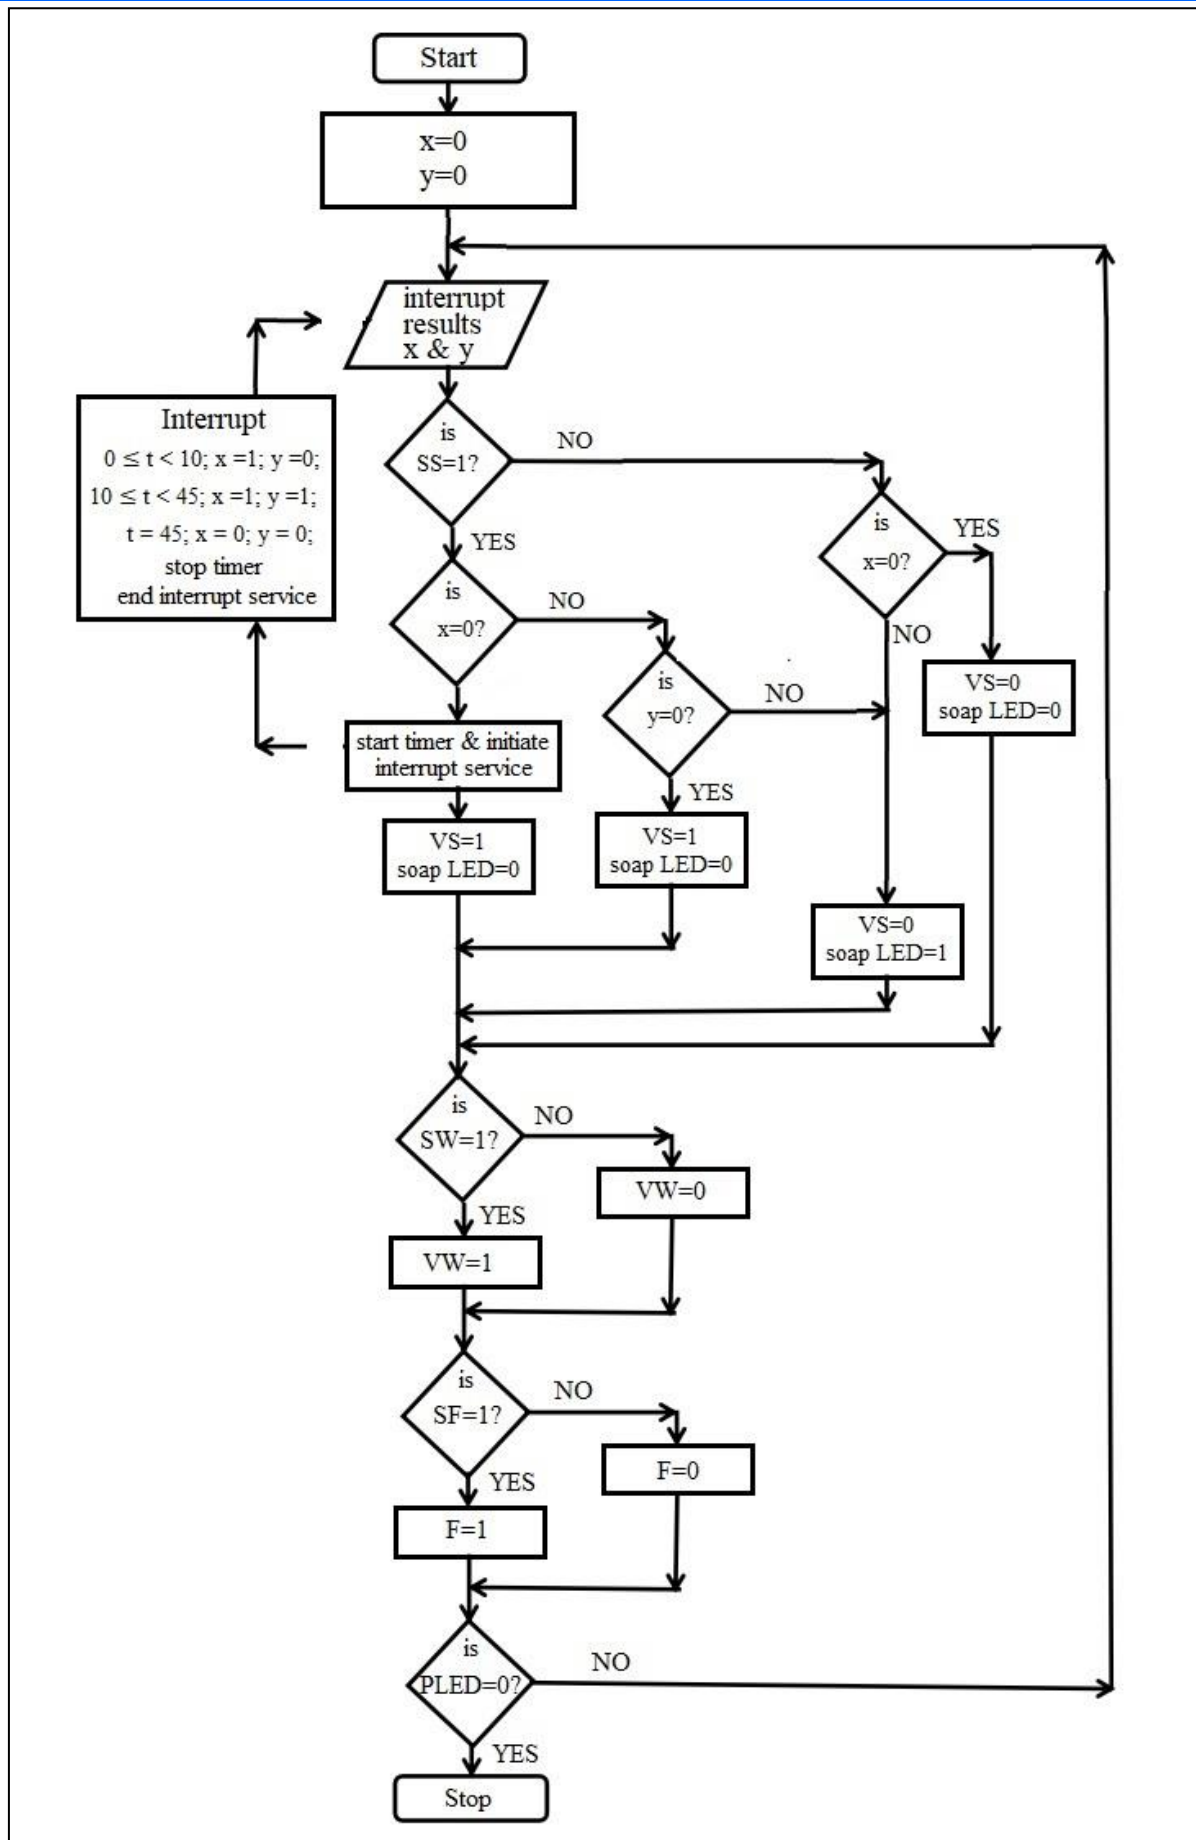 Start
x=0
y=0
interrupt
results
x & y
Interrupt
0 ≤ t < 10; x =1; y =0;
10 ≤ t < 45; x =1; y =1;
t = 45; x = 0; y = 0;
stop timer
end interrupt service
is
SS=1?
NO
YES
is
x=0?
YES
NO
VS=0
soap LED=0
is
x=0?
NO
is
y=0?
NO
YES
start timer & initiate
interrupt service
VS=1
soap LED=0
VS=1
soap LED=0
VS=0
soap LED=1
is
SW=1?
NO
VW=0
YES
VW=1
is
SF=1?
NO
F=0
YES
F=1
is
PLED=0?
NO
YES
Stop